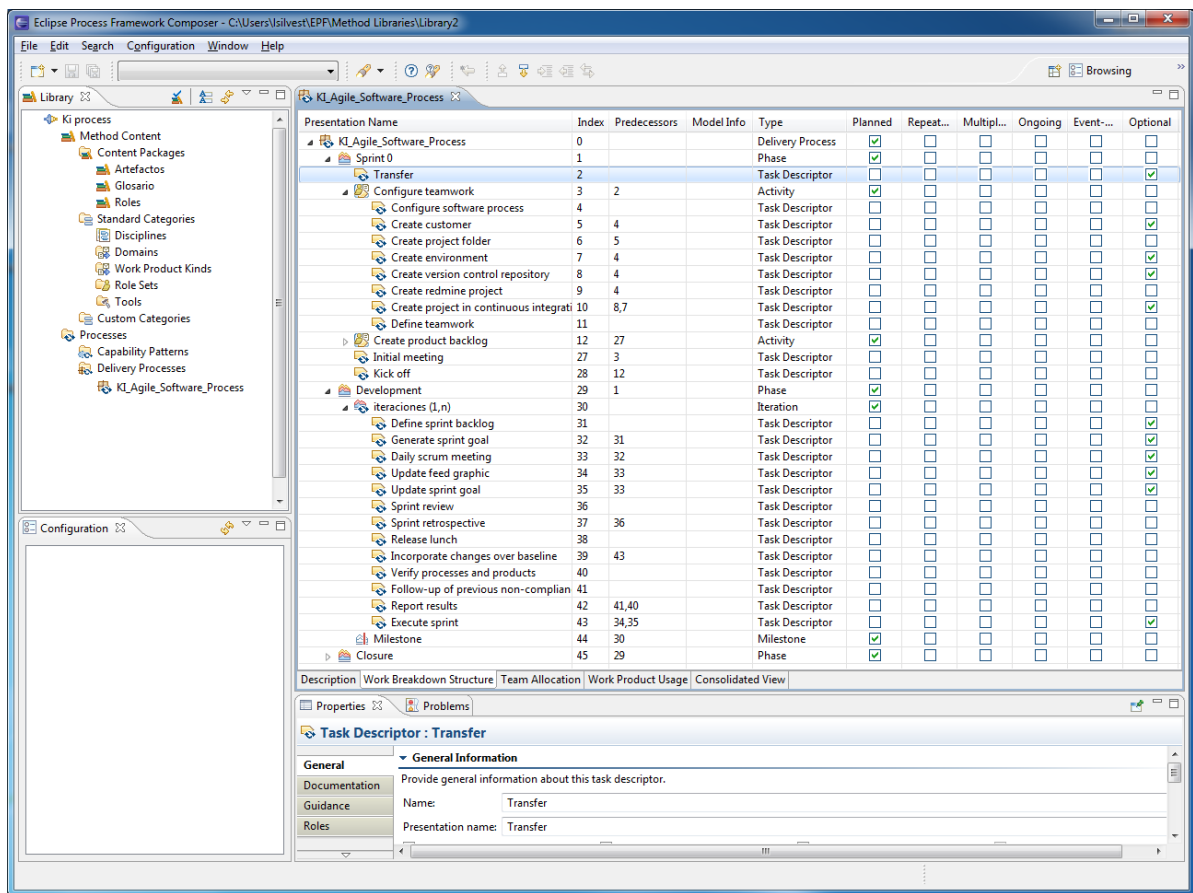 Eclipse Process Framework Composer - C:\Users\lsilvest\EPF\Method Libraries\Library2
File Edit Search Configuration Window Help
Browsing
Library
Ki process
Method Content
Content Packages
Artefactos
Glosario
Roles
Standard Categories
Disciplines
Domains
Work Product Kinds
Role Sets
Tools
Custom Categories
Processes
Capability Patterns
Delivery Processes
KI_Agile_Software_Process
Configuration
KI_Agile_Software_Process
Presentation Name Index Predecessors Model Info Type Planned Repeat... Multipl... Ongoing Event-... Optional
KI_Agile_Software_Process 0 Delivery Process
Sprint 0 1 Phase
Transfer 2 Task Descriptor
Configure teamwork 3 2 Activity
Configure software process 4 Task Descriptor
Create customer 5 4 Task Descriptor
Create project folder 6 5 Task Descriptor
Create environment 7 4 Task Descriptor
Create version control repository 8 4 Task Descriptor
Create redmine project 9 4 Task Descriptor
Create project in continuous integrati 10 8,7 Task Descriptor
Define teamwork 11 Task Descriptor
Create product backlog 12 27 Activity
Initial meeting 27 3 Task Descriptor
Kick off 28 12 Task Descriptor
Development 29 1 Phase
iteraciones (1,n) 30 Iteration
Define sprint backlog 31 Task Descriptor
Generate sprint goal 32 31 Task Descriptor
Daily scrum meeting 33 32 Task Descriptor
Update feed graphic 34 33 Task Descriptor
Update sprint goal 35 33 Task Descriptor
Sprint review 36 Task Descriptor
Sprint retrospective 37 36 Task Descriptor
Release lunch 38 Task Descriptor
Incorporate changes over baseline 39 43 Task Descriptor
Verify processes and products 40 Task Descriptor
Follow-up of previous non-complian 41 Task Descriptor
Report results 42 41,40 Task Descriptor
Execute sprint 43 34,35 Task Descriptor
Milestone 44 30 Milestone
Closure 45 29 Phase
Description Work Breakdown Structure Team Allocation Work Product Usage Consolidated View
Properties Problems
Task Descriptor : Transfer
General
Documentation
Guidance
Roles
General Information
Provide general information about this task descriptor.
Name: Transfer
Presentation name: Transfer